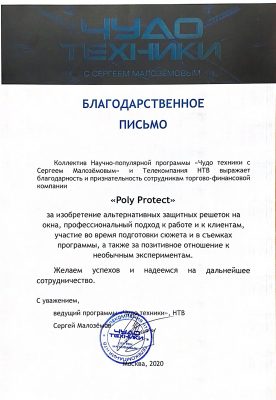 ЧУДО
ТЕХНИКИ
С СЕРГЕЕМ МАЛОЗЁМОВЫМ
БЛАГОДАРСТВЕННОЕ
ПИСЬМО
Коллектив Научно-популярной программы «Чудо техники с
Сергеем Малозёмовым» и Телекомпания НТВ выражает
благодарность и признательность сотрудникам торгово-финансовой
компании
«Poly Protect»
за изобретение альтернативных защитных решеток на
окна, профессиональный подход к работе и к клиентам,
участие во время подготовки сюжета и в съемках
программы, а также за позитивное отношение к
необычным экспериментам.
Желаем успехов и надеемся на дальнейшее
сотрудничество.
С уважением,
ведущий программы «Чудо техники», НТВ
Сергей Малозёмов
ЧУДО
ТЕХНИКИ
Москва, 2020